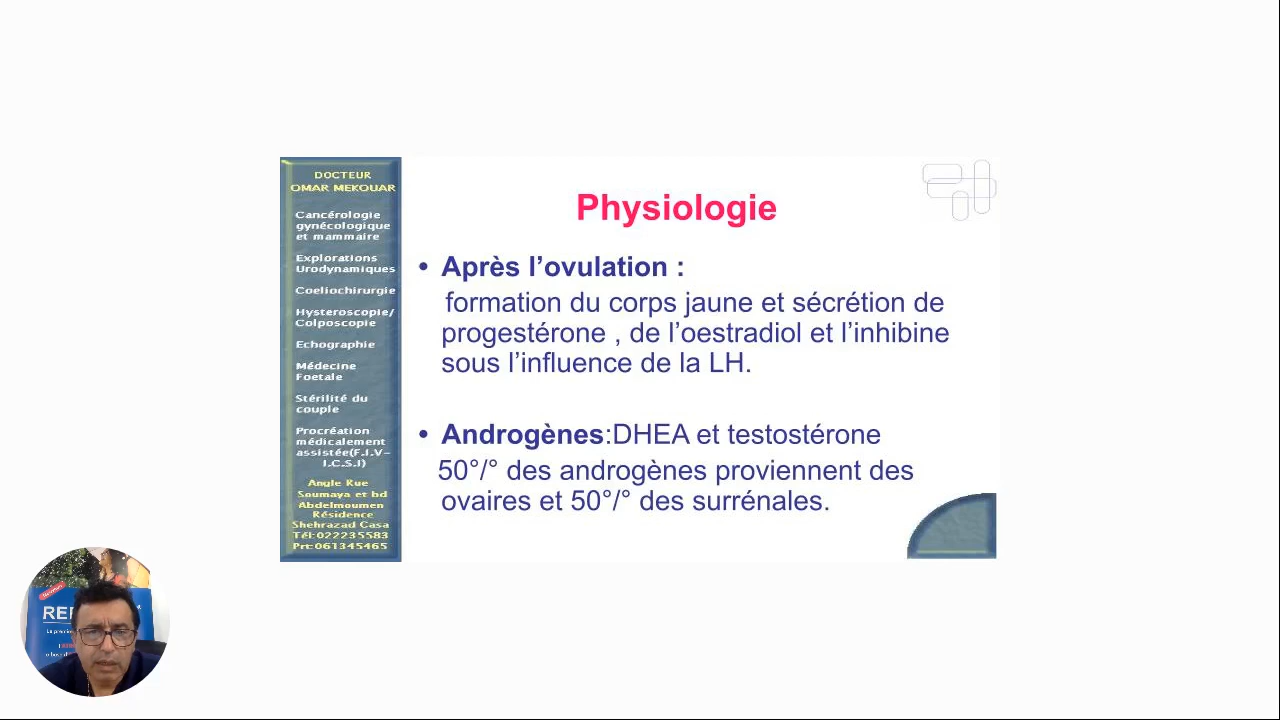 DOCTEUR
OMAR MEKOUAR
Cancérologie
gynécologique
et mammaire
Explorations
Urodynamiques
Coeliochirurgie
Hysteroscopie/
Colposcopie
Echographie
Médecine
Foetale
Stérilité du
couple
Procréation
médicalement
assistée(F.I.V-
I.C.S.I)
Angle Rue
Soumaya et bd
Abdelmoumen
Résidence
Shehrazad Casa
Tél:022235583
Prt:061345465
Physiologie
• Après l’ovulation :
formation du corps jaune et sécrétion de
progestérone , de l’oestradiol et l’inhibine
sous l’influence de la LH.
• Androgènes:DHEA et testostérone
50°/° des androgènes proviennent des
ovaires et 50°/° des surrénales.